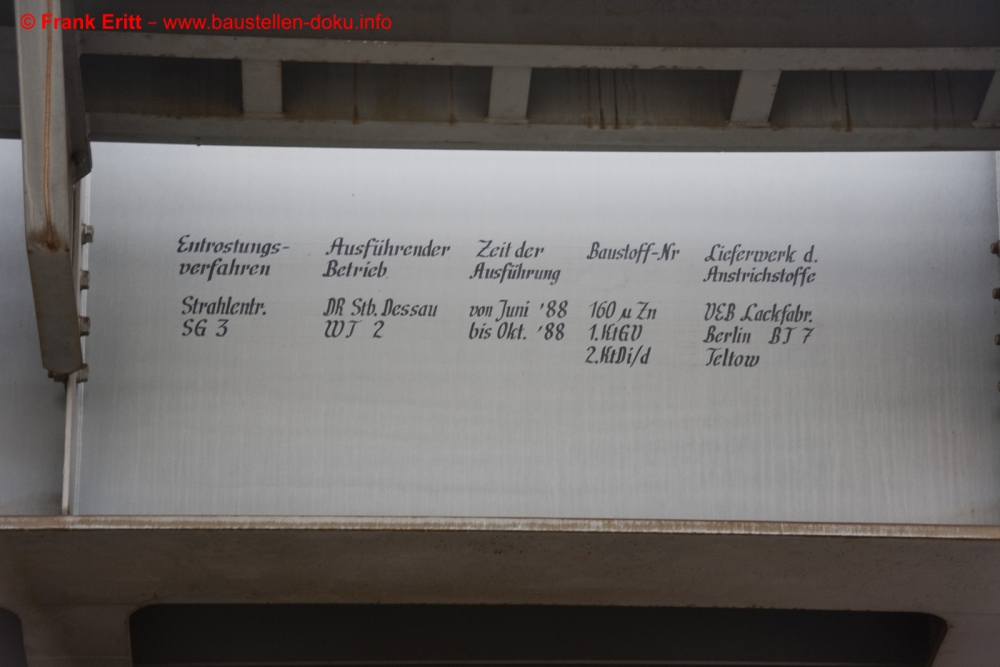 © Frank Eritt – www.baustellen-doku.info
Entrostungs-
verfahren
Strahlentr.
SG 3
Ausführender
Betrieb
DR Stb. Dessau
WT 2
Zeit der
Ausführung
von Juni '88
bis Okt. '88
Baustoff-Nr
160 µ Zn
1.KtGV
2.KtDi/d
Lieferwerk d.
Anstrichstoffe
VEB Lackfabr.
Berlin BT 7
Teltow